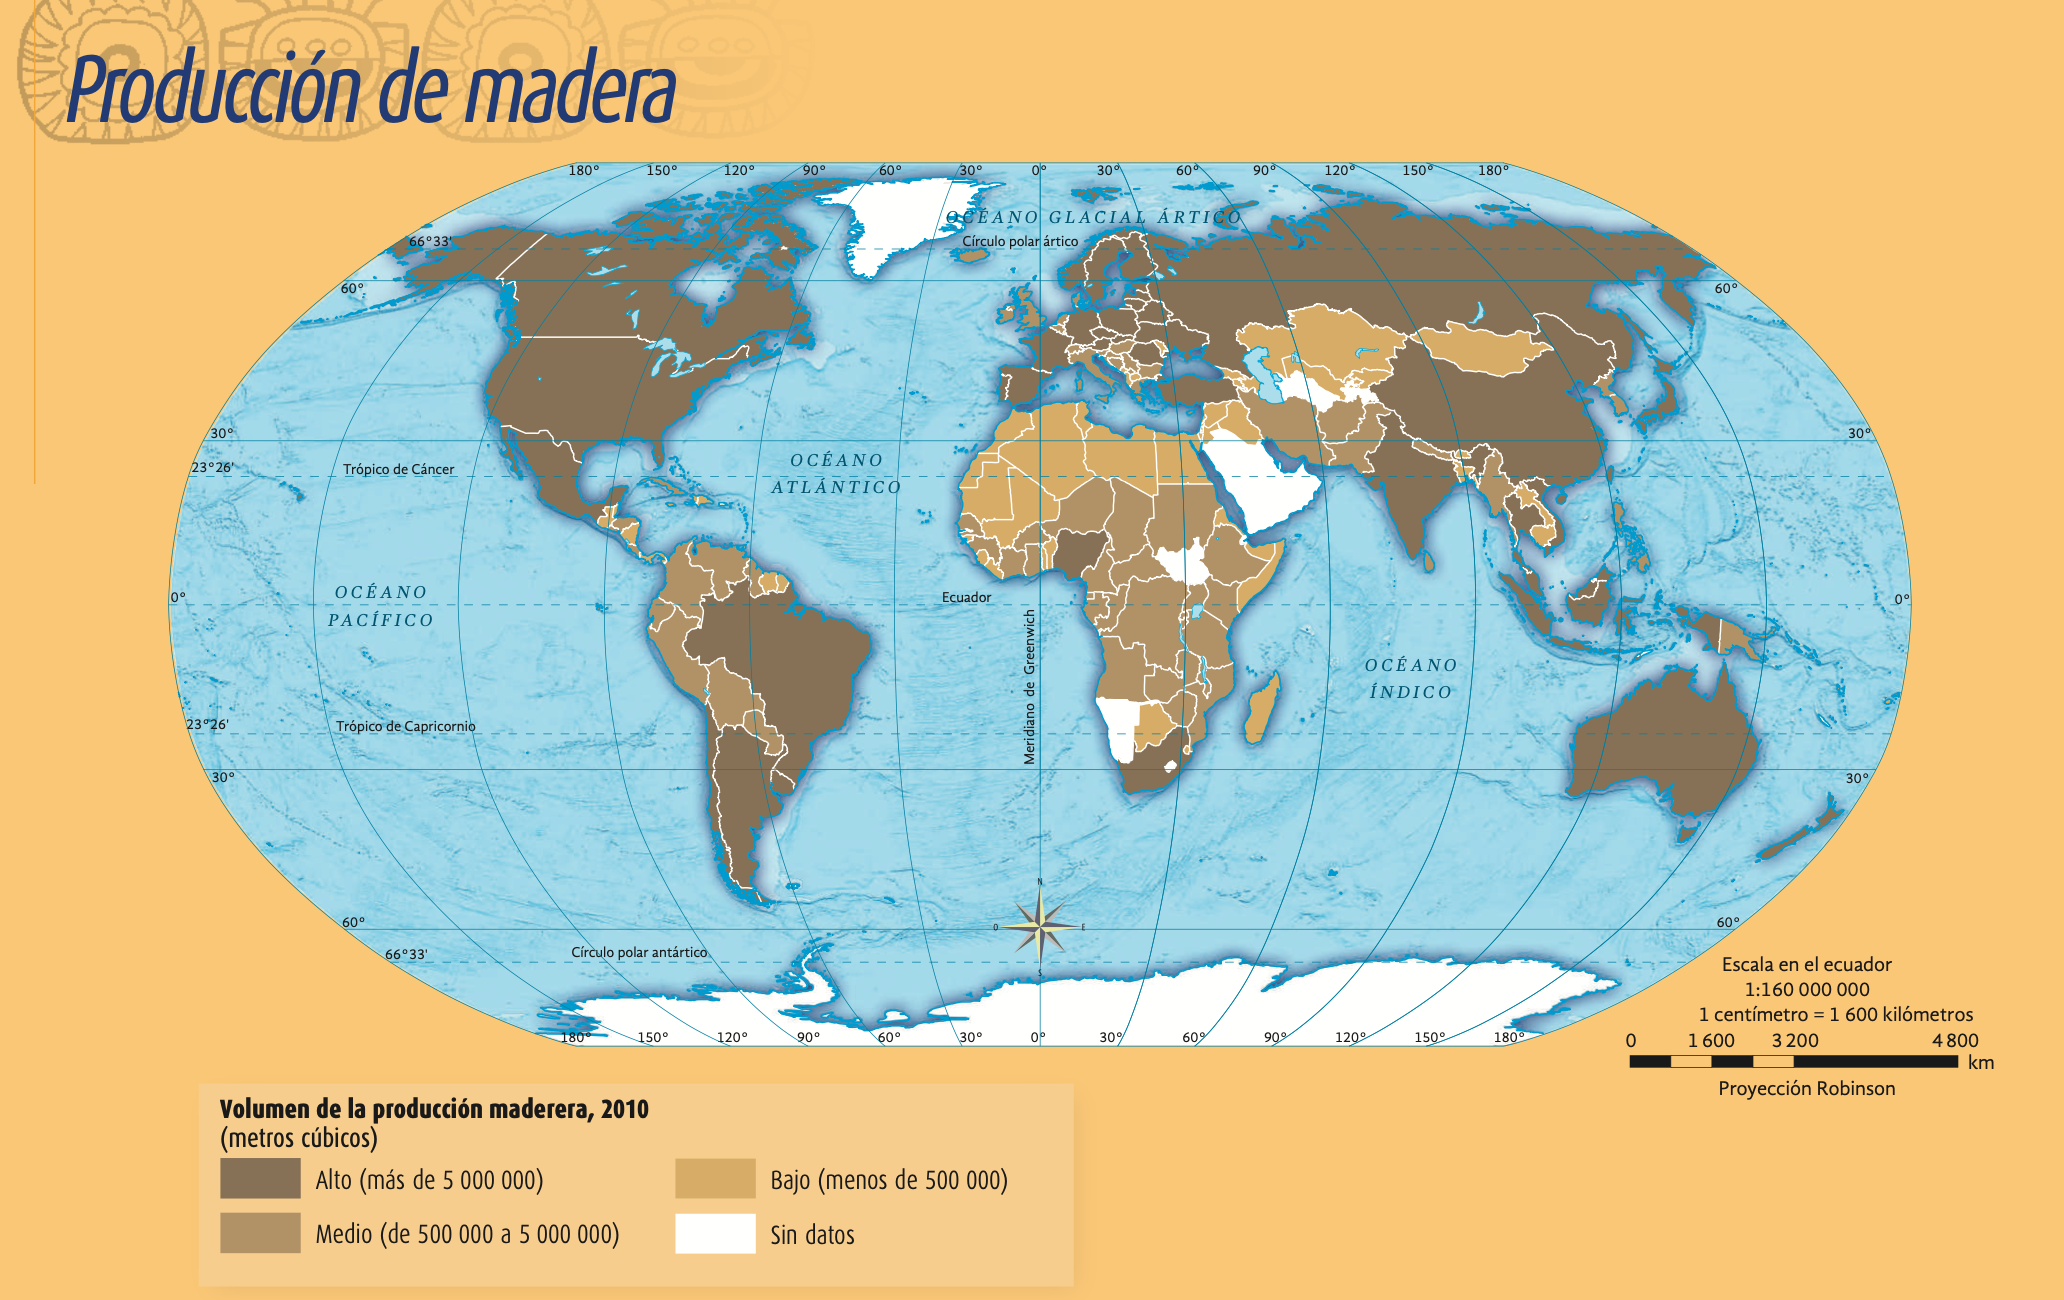 Producción de madera
180° 150° 120° 90° 60° 30° 0° 30° 60° 90° 120° 150° 180°
OCÉANO GLACIAL ÁRTICO
66°33'
Círculo polar ártico
60°
60°
30°
30°
OCÉANO
ATLÁNTICO
23°26'
Trópico de Cáncer
OCÉANO
PACÍFICO
0°
Ecuador
0°
Meridiano de Greenwich
OCÉANO
ÍNDICO
23°26'
Trópico de Capricornio
30°
30°
N
O
E
S
60°
60°
66°33'
Círculo polar antártico
180° 150° 120° 90° 60° 30° 0° 30° 60° 90° 120° 150° 180°
Escala en el ecuador
1:160 000 000
1 centímetro = 1 600 kilómetros
0 1 600 3 200 4 800
km
Proyección Robinson
Volumen de la producción maderera, 2010
(metros cúbicos)
Alto (más de 5 000 000)
Bajo (menos de 500 000)
Medio (de 500 000 a 5 000 000)
Sin datos